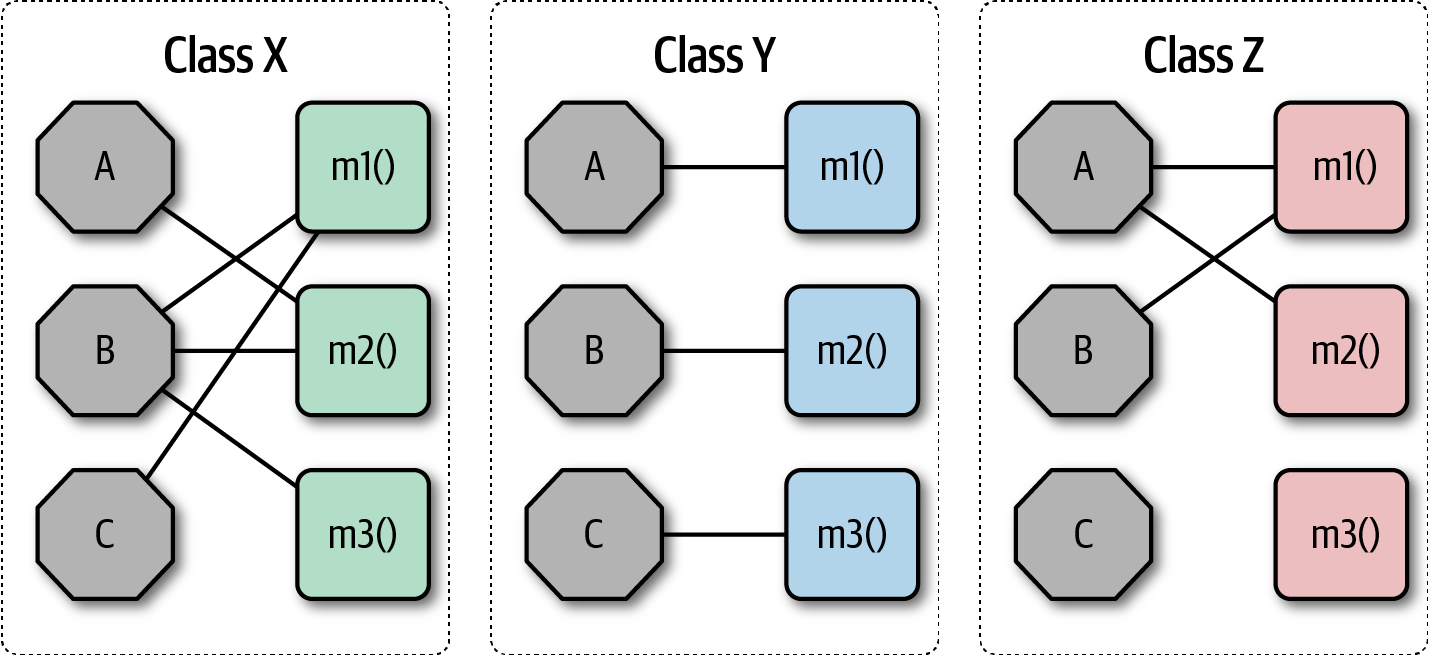 Class X
A
m1()
B
m2()
C
m3()
Class Y
A
m1()
B
m2()
C
m3()
Class Z
A
m1()
B
m2()
C
m3()